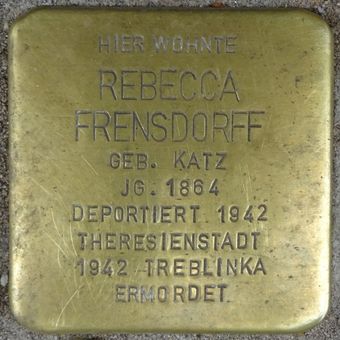 HIER WOHNTE
REBECCA
FRENSDORFF
GEB. KATZ
JG. 1864
DEPORTIERT 1942
THERESIENSTADT
1942 TREBLINKA
ERMORDET